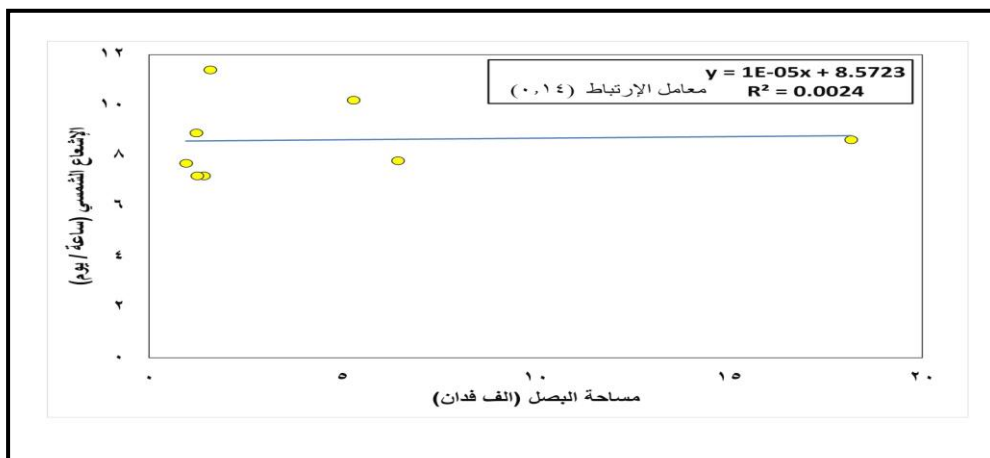 y = 1E-05x + 8.5723
R² = 0.0024
معامل الإرتباط (٠,١٤)
الإشعاع الشمسي (ساعة / يوم)
١٢
١٠
٨
٦
٤
٢
٠
٠ ٥ ١٠ ١٥ ٢٠
مساحة البصل (الف فدان)